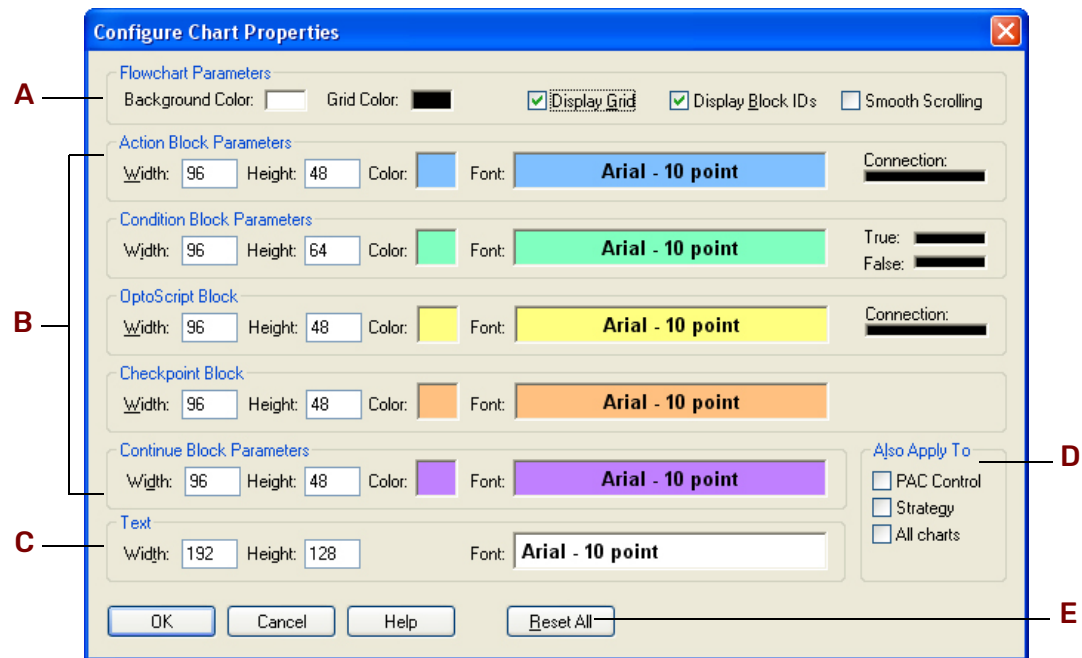 Configure Chart Properties
A
Flowchart Parameters
Background Color: Grid Color: Display Grid Display Block IDs Smooth Scrolling
B
Action Block Parameters
Width: 96 Height: 48 Color: Font: Arial - 10 point Connection:
Condition Block Parameters
Width: 96 Height: 64 Color: Font: Arial - 10 point True:
False:
OptoScript Block
Width: 96 Height: 48 Color: Font: Arial - 10 point Connection:
Checkpoint Block
Width: 96 Height: 48 Color: Font: Arial - 10 point
Continue Block Parameters
Width: 96 Height: 48 Color: Font: Arial - 10 point
C
Text
Width: 192 Height: 128 Font: Arial - 10 point
D
Also Apply To
PAC Control
Strategy
All charts
OK Cancel Help Reset All
E